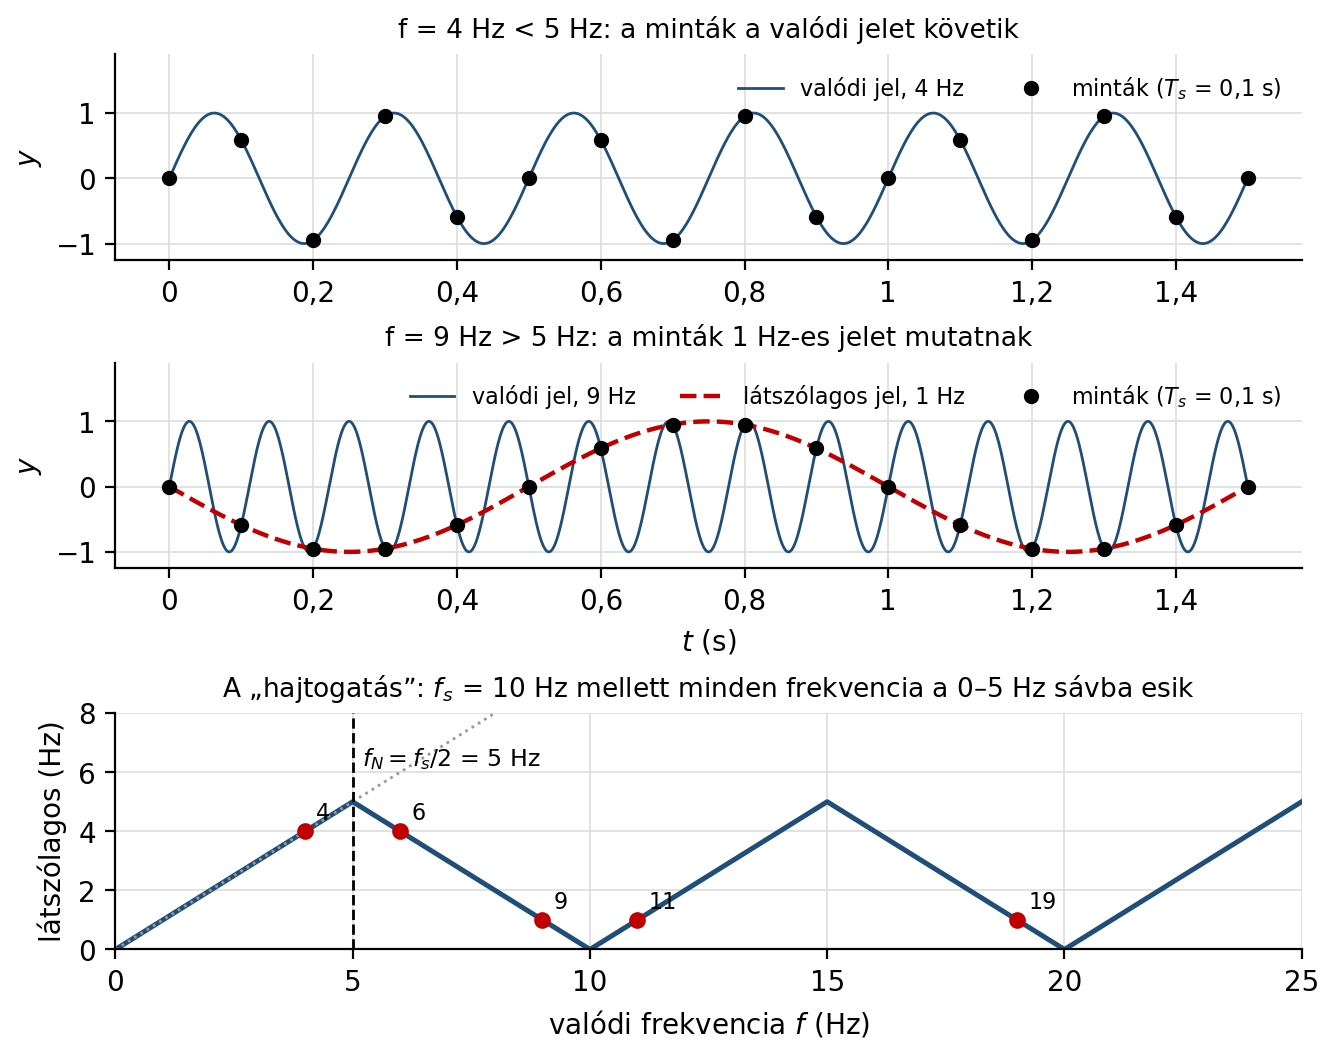 f = 4 Hz < 5 Hz: a minták a valódi jelet követik
valódi jel, 4 Hz
minták (Tₛ = 0,1 s)
y
1
0
−1
0 0,2 0,4 0,6 0,8 1 1,2 1,4
f = 9 Hz > 5 Hz: a minták 1 Hz-es jelet mutatnak
valódi jel, 9 Hz
látszólagos jel, 1 Hz
minták (Tₛ = 0,1 s)
y
1
0
−1
0 0,2 0,4 0,6 0,8 1 1,2 1,4
t (s)
A „hajtogatás”: fₛ = 10 Hz mellett minden frekvencia a 0–5 Hz sávba esik
látszólagos (Hz)
8
6
4
2
0
f_N = fₛ/2 = 5 Hz
4
6
9
11
19
0 5 10 15 20 25
valódi frekvencia f (Hz)